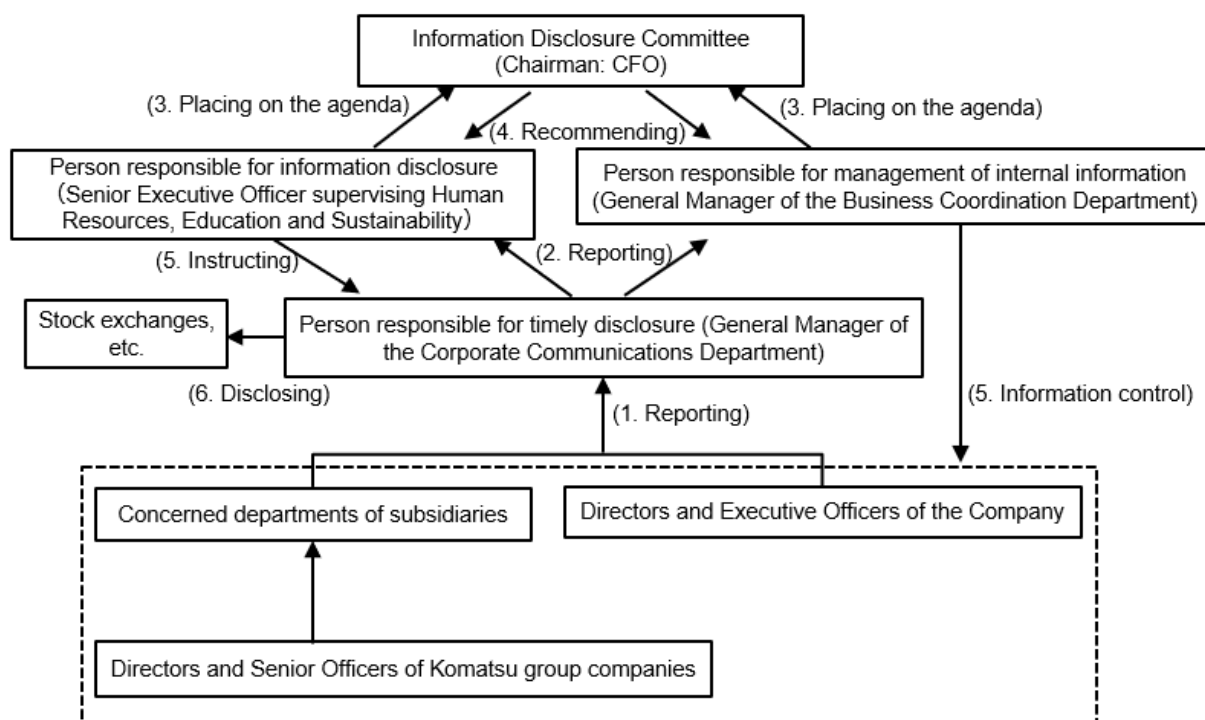 Information Disclosure Committee
(Chairman: CFO)
(3. Placing on the agenda)
(3. Placing on the agenda)
(4. Recommending)
Person responsible for information disclosure
（Senior Executive Officer supervising Human
Resources, Education and Sustainability）
Person responsible for management of internal information
(General Manager of the Business Coordination Department)
(5. Instructing)
(2. Reporting)
Stock exchanges,
etc.
Person responsible for timely disclosure (General Manager of
the Corporate Communications Department)
(6. Disclosing)
(1. Reporting)
(5. Information control)
Concerned departments of subsidiaries
Directors and Executive Officers of the Company
Directors and Senior Officers of Komatsu group companies